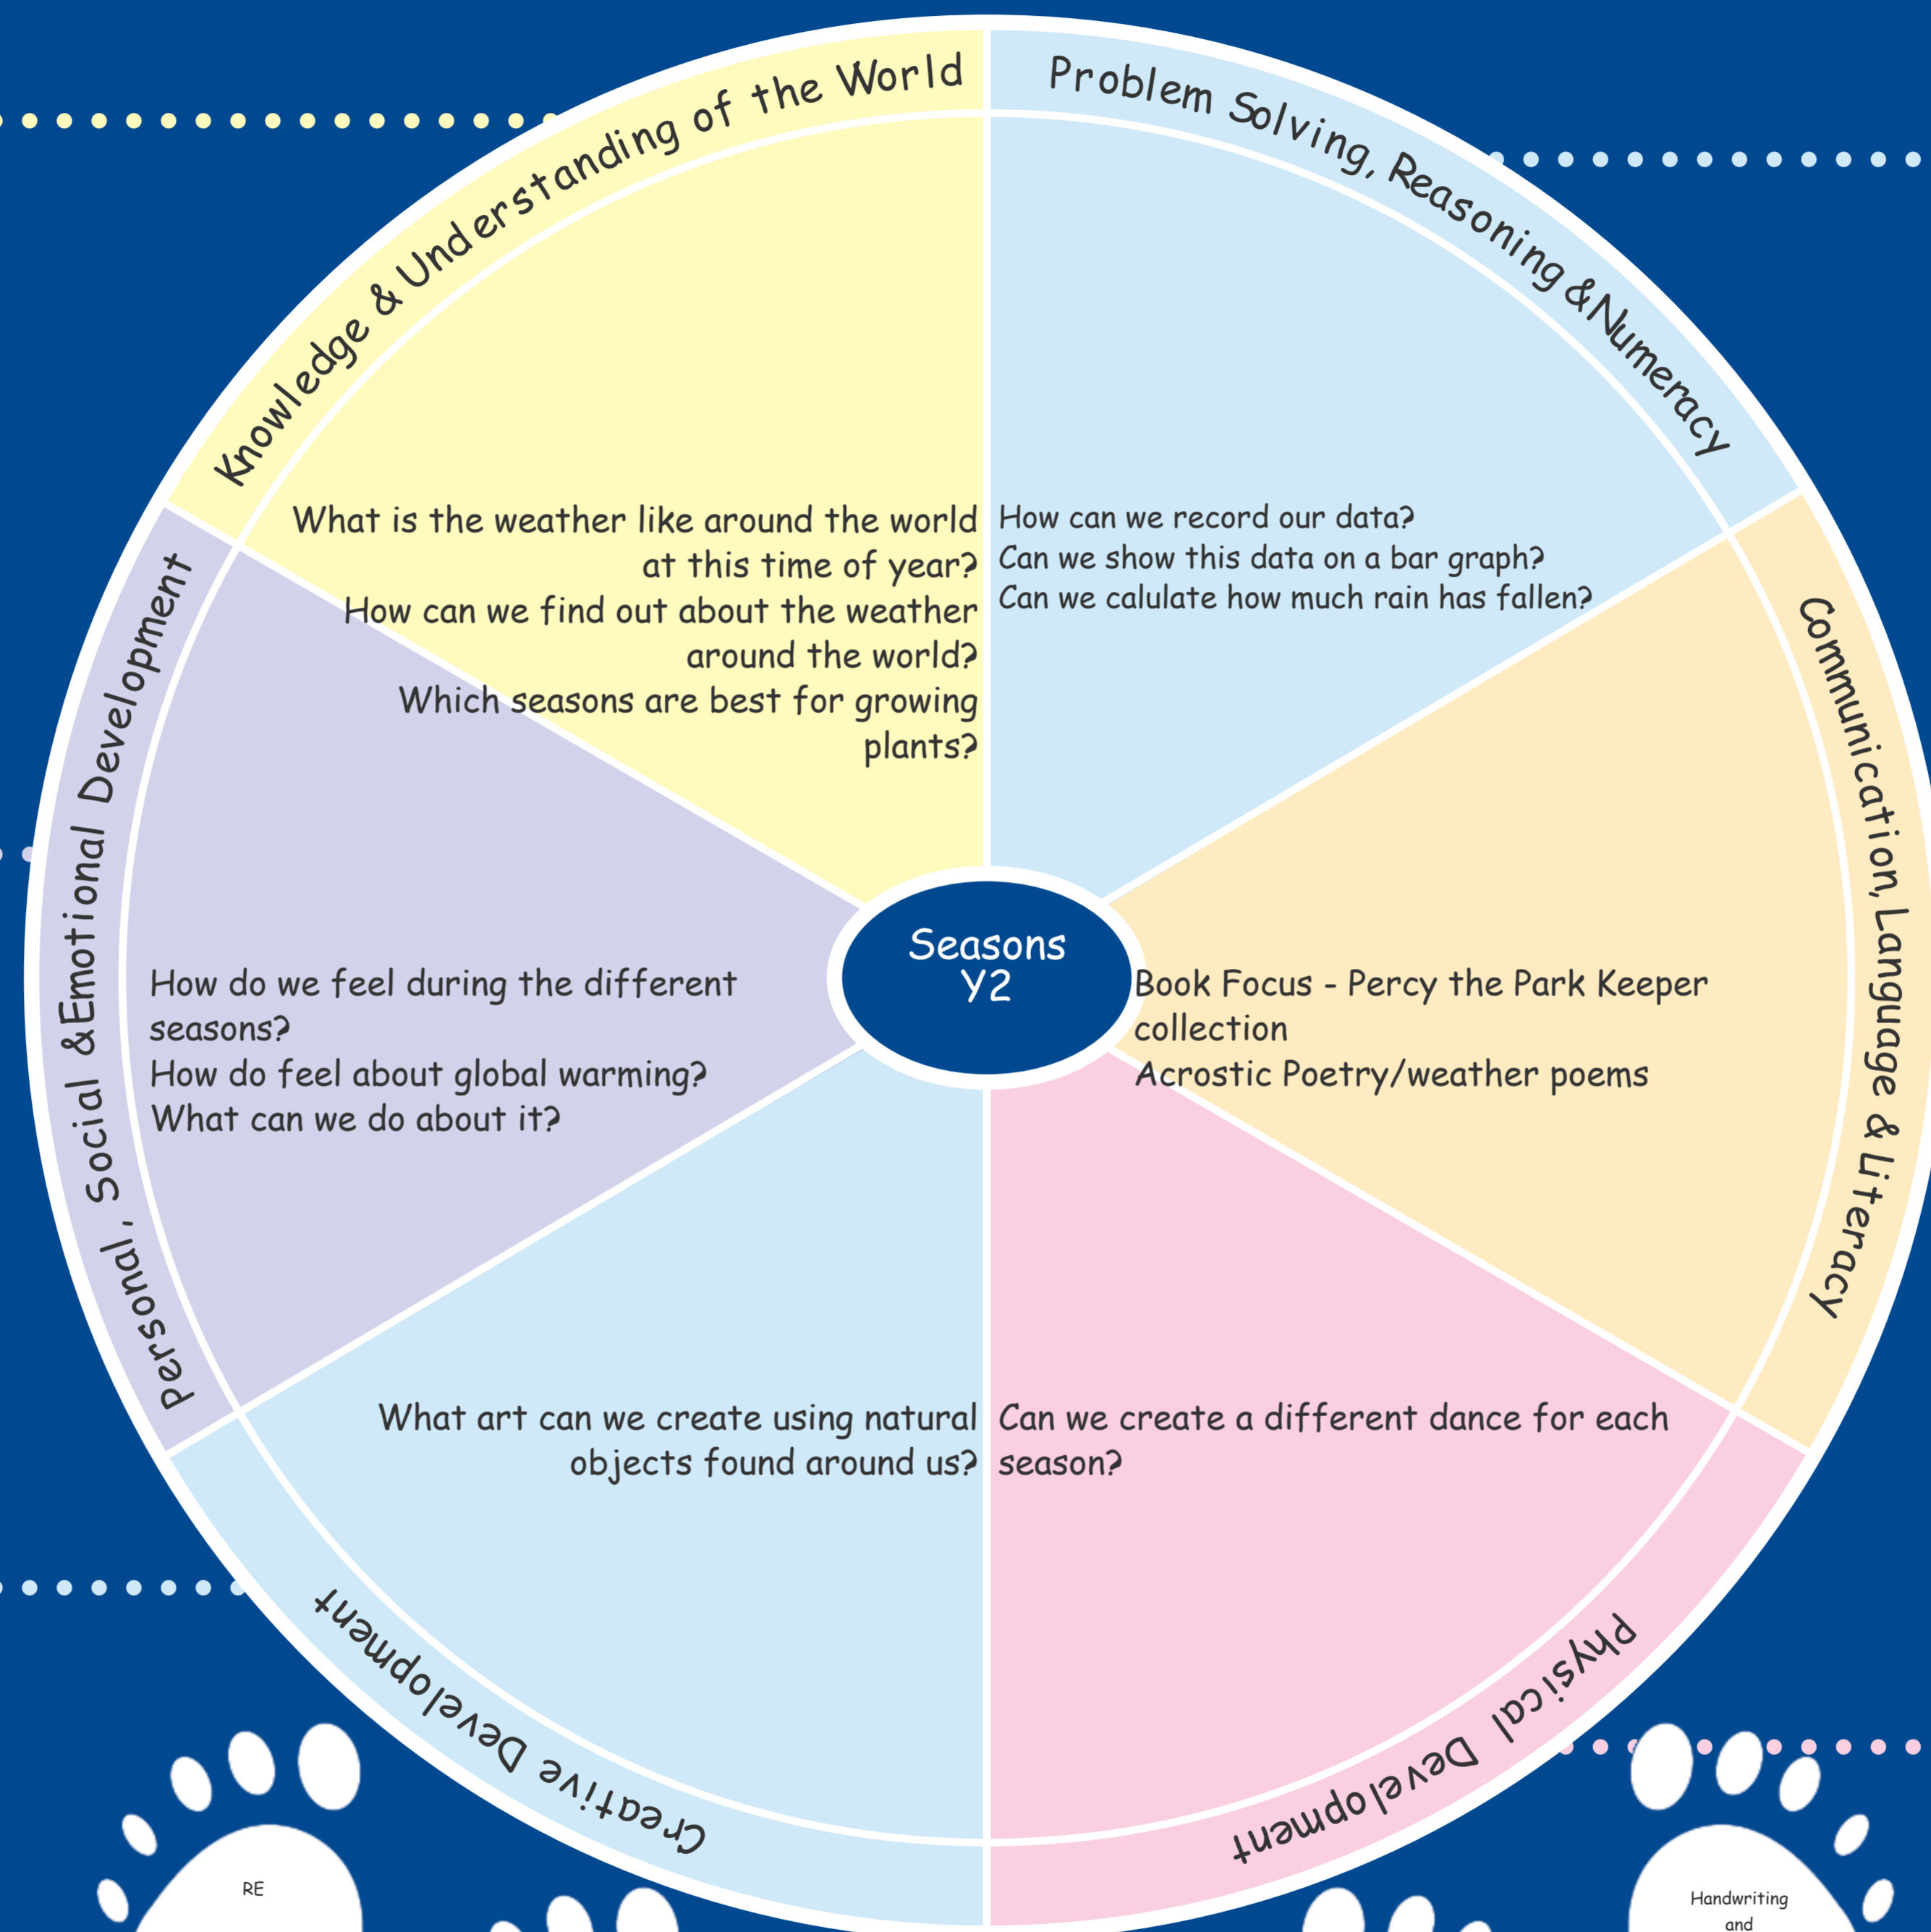 Knowledge & Understanding of the World
Problem Solving, Reasoning &Numeracy
What is the weather like around the world
at this time of year?
How can we find out about the weather
around the world?
Which seasons are best for growing
plants?
How can we record our data?
Can we show this data on a bar graph?
Can we calulate how much rain has fallen?
Personal, Social &Emotional Development
How do we feel during the different
seasons?
How do feel about global warming?
What can we do about it?
Seasons
Y2
Book Focus - Percy the Park Keeper
collection
Acrostic Poetry/weather poems
Communication, Language & Literacy
What art can we create using natural
objects found around us?
Can we create a different dance for each
season?
Creative Development
Physical Development
RE
Handwriting
and